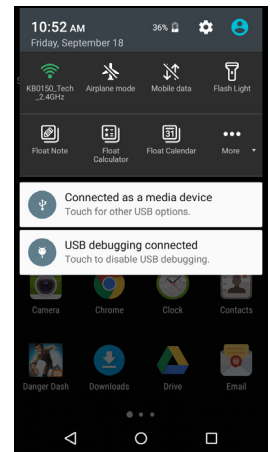 10:52 AM
36%
Friday, September 18
KB0150_Tech
_2.4GHz
Airplane mode
Mobile data
Flash Light
31
Float Note
Float
Calculator
Float Calendar
More
Connected as a media device
Touch for other USB options.
USB debugging connected
Touch to disable USB debugging.
Camera
Chrome
Clock
Contacts
Danger Dash
Downloads
Drive
Email